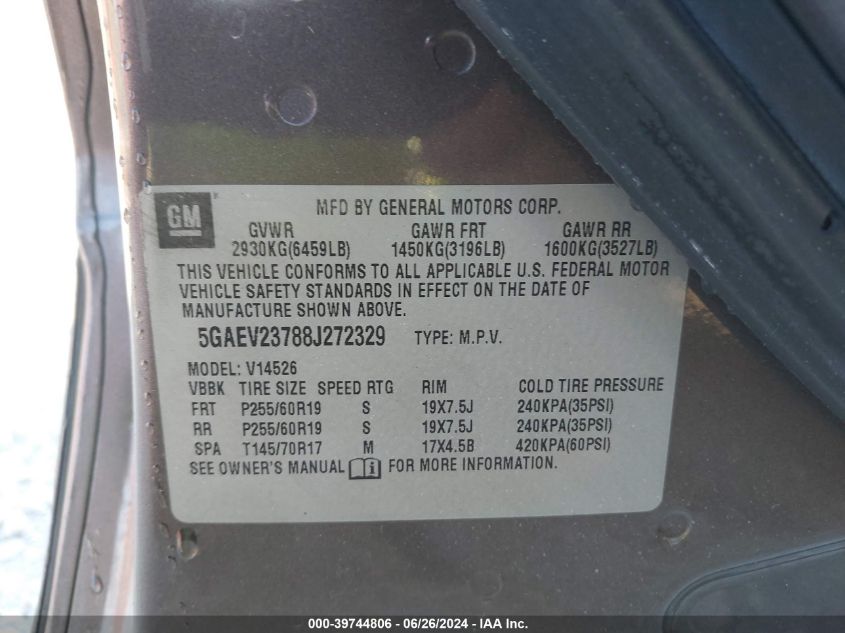 GM
MFD BY GENERAL MOTORS CORP.
GVWR GAWR FRT GAWR RR
2930KG(6459LB) 1450KG(3196LB) 1600KG(3527LB)
THIS VEHICLE CONFORMS TO ALL APPLICABLE U.S. FEDERAL MOTOR
VEHICLE SAFETY STANDARDS IN EFFECT ON THE DATE OF
MANUFACTURE SHOWN ABOVE.
5GAEV23788J272329 TYPE: M.P.V.
MODEL: V14526
VBBK TIRE SIZE SPEED RTG RIM COLD TIRE PRESSURE
FRT P255/60R19 S 19X7.5J 240KPA(35PSI)
RR P255/60R19 S 19X7.5J 240KPA(35PSI)
SPA T145/70R17 M 17X4.5B 420KPA(60PSI)
SEE OWNER'S MANUAL FOR MORE INFORMATION.
000-39744806 - 06/26/2024 - IAA Inc.